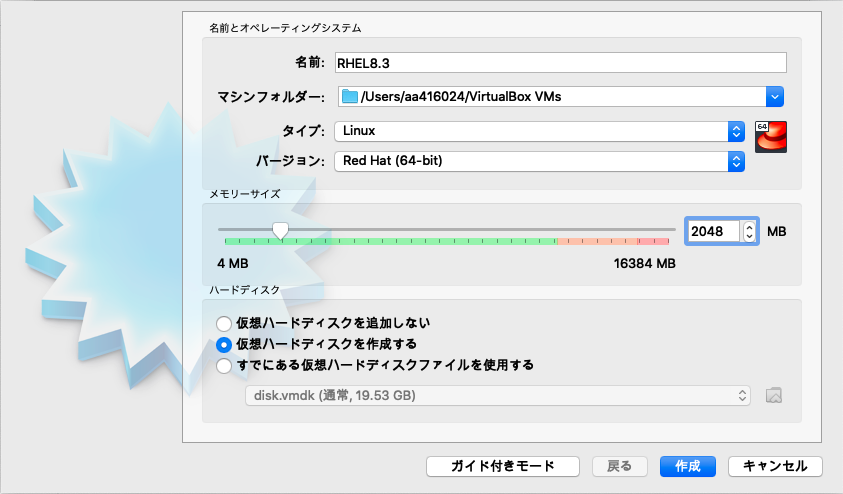 名前とオペレーティングシステム
名前: RHEL8.3
マシンフォルダー: /Users/aa416024/VirtualBox VMs
タイプ: Linux
64
バージョン: Red Hat (64-bit)
メモリーサイズ
2048 MB
4 MB 16384 MB
ハードディスク
仮想ハードディスクを追加しない
仮想ハードディスクを作成する
すでにある仮想ハードディスクファイルを使用する
disk.vmdk (通常, 19.53 GB)
ガイド付きモード 戻る 作成 キャンセル